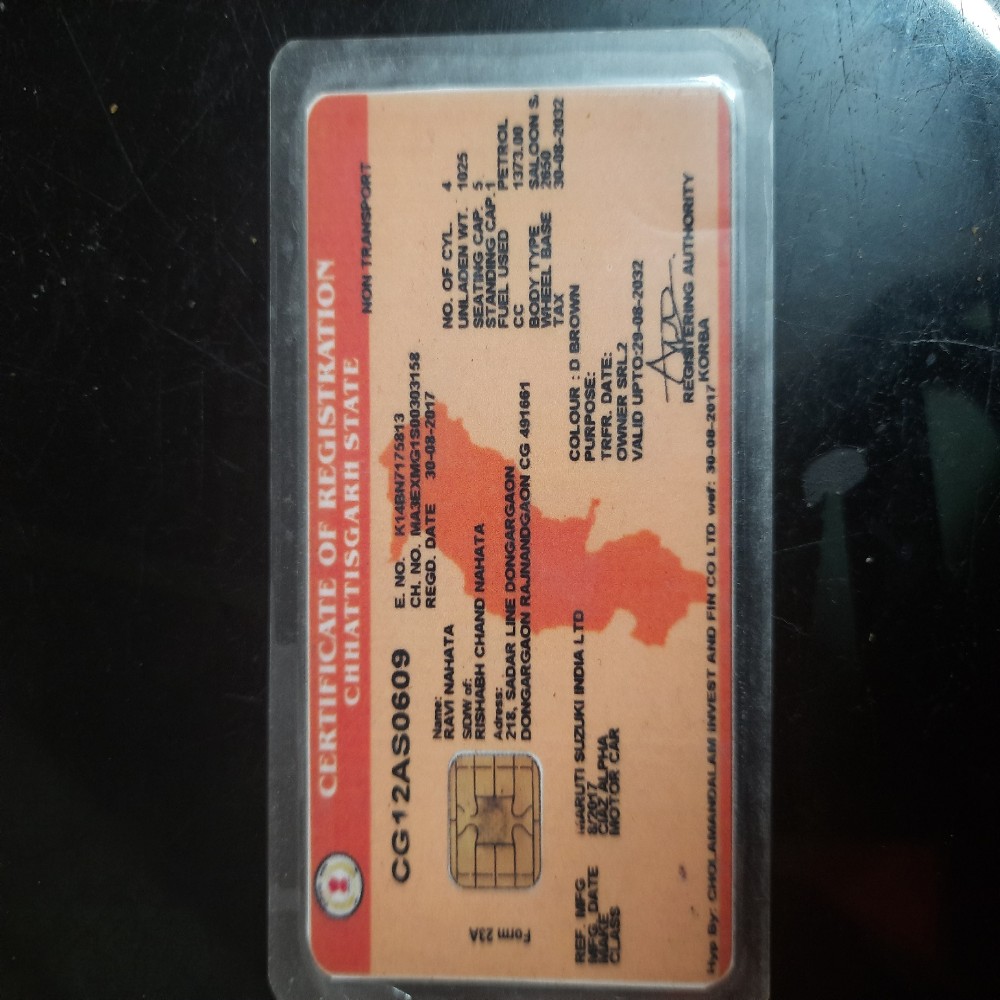 CERTIFICATE OF REGISTRATION
CHHATTISGARH STATE
NON TRANSPORT
CG12AS0609
E. NO. K14BN7175813
CH. NO. MA3EXMG1S00303158
REGD. DATE 30-08-2017
NO. OF CYL. 4
UNLADEN WT. 1025
SEATING CAP. 5
STANDING CAP. 1
FUEL USED PETROL
CC 1373.00
BODY TYPE SALOON S
WHEEL BASE 2650
TAX 30-08-2032
Name:
RAVI NAHATA
S/D/W of:
RISHABH CHAND NAHATA
Adress:
218, SADAR LINE DONGARGAON
DONGARGAON RAJNANDGAON CG 491661
Form 23A
REF. MFG MARUTI SUZUKI INDIA LTD
MFG. DATE 8/2017
MAKE CIAZ ALPHA
CLASS MOTOR CAR
COLOUR : D BROWN
PURPOSE:
TRFR. DATE:
OWNER SRL.2
VALID UPTO:29-08-2032
REGISITERING AUTHORITY
KORBA
Hyp By: CHOLAMANDALAM INVEST AND FIN CO LTD wef: 30-08-2017